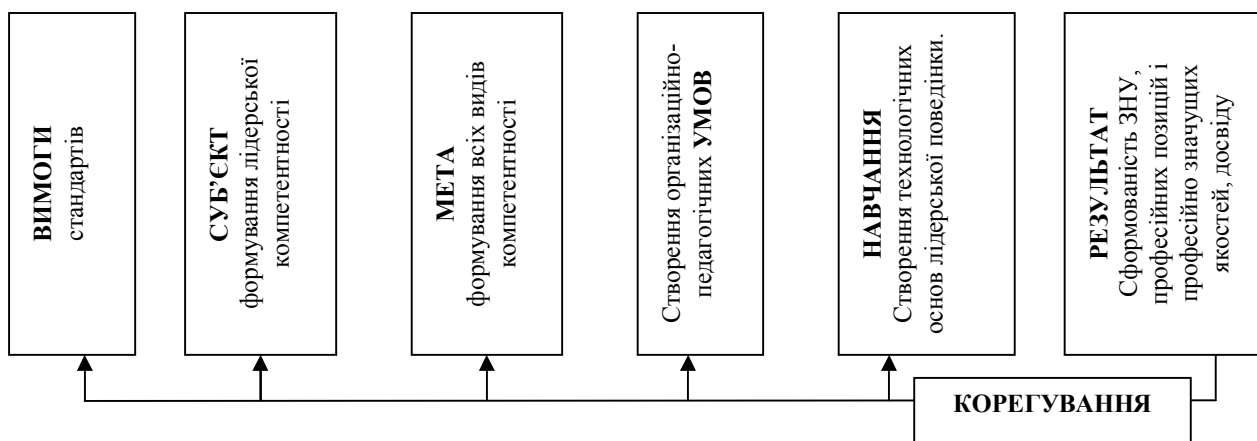 ВИМОГИ
стандартів
СУБ’ЄКТ
формування лідерської
компетентності
МЕТА
формування всіх видів
компетентності
Створення організаційно-
педагогічних УМОВ
НАВЧАННЯ
Створення технологічних
основ лідерської поведінки.
РЕЗУЛЬТАТ
Сформованість ЗНУ,
професійних позицій і
професійно значущих
якостей, досвіду
КОРЕГУВАННЯ